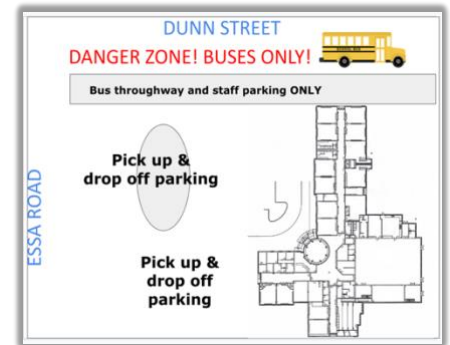 DUNN STREET
DANGER ZONE! BUSES ONLY!
Bus throughway and staff parking ONLY
Pick up &
drop off parking
ESSA ROAD
Pick up &
drop off
parking